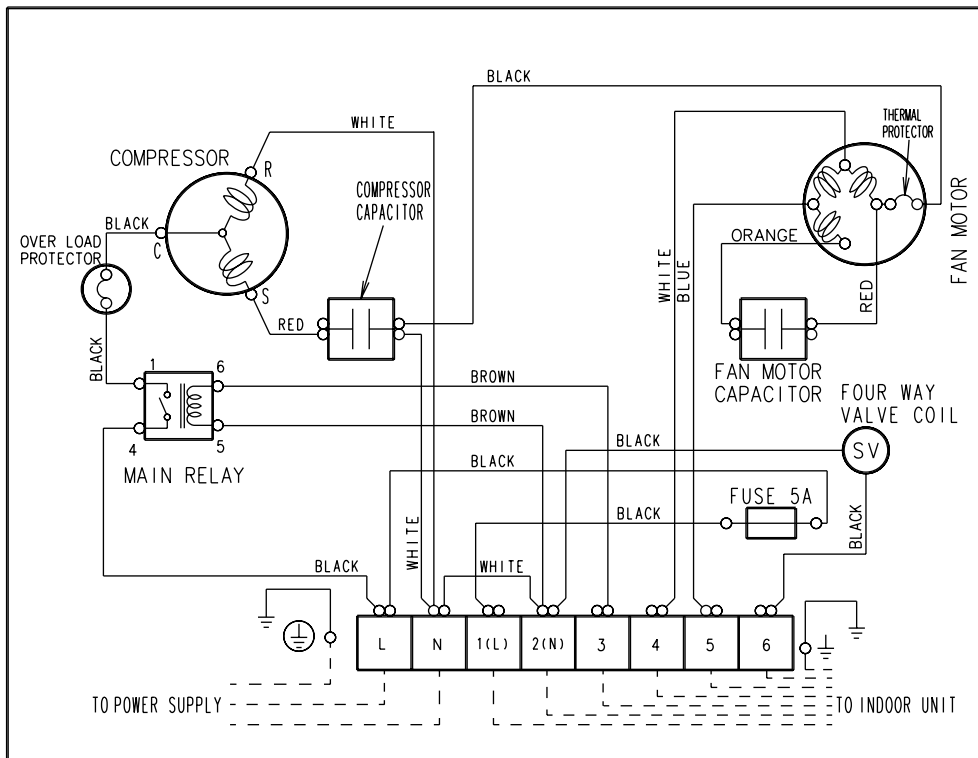 BLACK
WHITE
THERMAL
PROTECTOR
COMPRESSOR
R
COMPRESSOR
CAPACITOR
BLACK
C
OVER LOAD
PROTECTOR
S
RED
ORANGE
WHITE
BLUE
RED
FAN MOTOR
BLACK
1
6
4
5
MAIN RELAY
BROWN
BROWN
FAN MOTOR
CAPACITOR
FOUR WAY
VALVE COIL
SV
BLACK
BLACK
FUSE 5A
BLACK
BLACK
BLACK
WHITE
WHITE
L
N
1(L)
2(N)
3
4
5
6
TO POWER SUPPLY
TO INDOOR UNIT